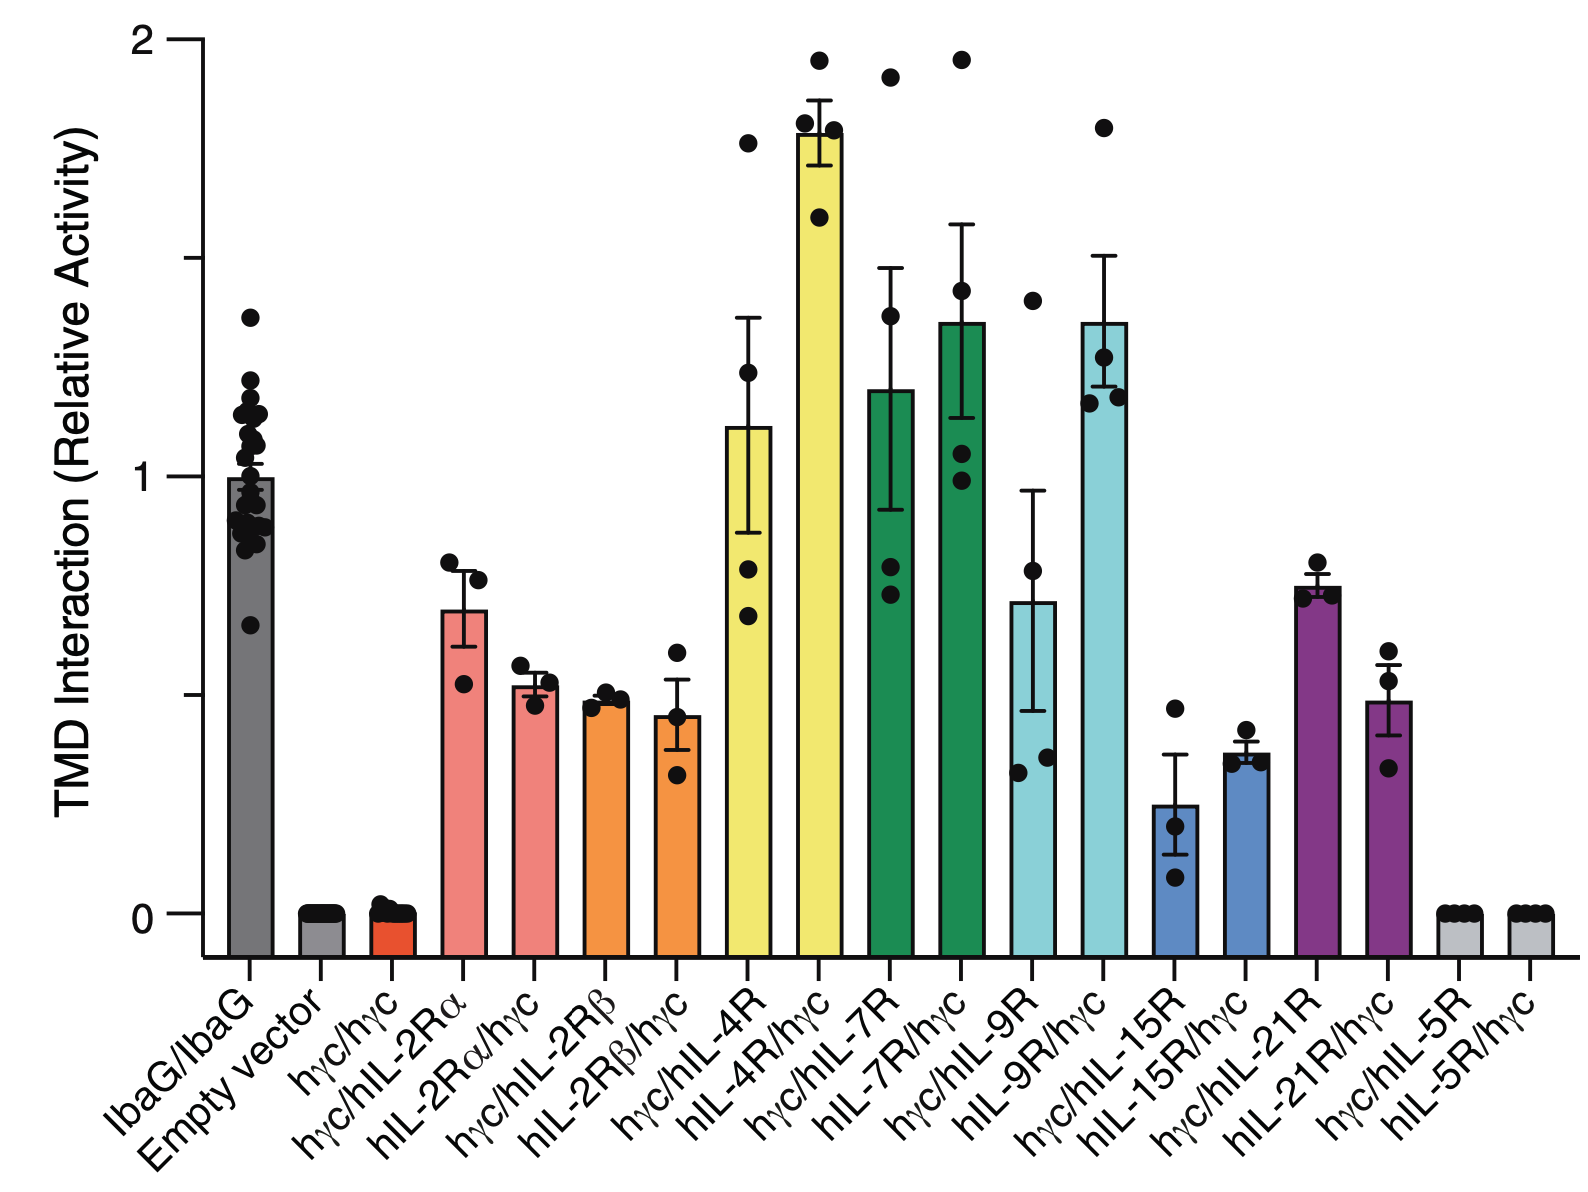 TMD Interaction (Relative Activity)
2
1
0
IbaG/IbaG
Empty vector
hγc/hγc
hγc/hIL-2Rα
hIL-2Rα/hγc
hγc/hIL-2Rβ
hIL-2Rβ/hγc
hγc/hIL-4R
hIL-4R/hγc
hγc/hIL-7R
hIL-7R/hγc
hγc/hIL-9R
hIL-9R/hγc
hγc/hIL-15R
hIL-15R/hγc
hγc/hIL-21R
hIL-21R/hγc
hγc/hIL-5R
hIL-5R/hγc